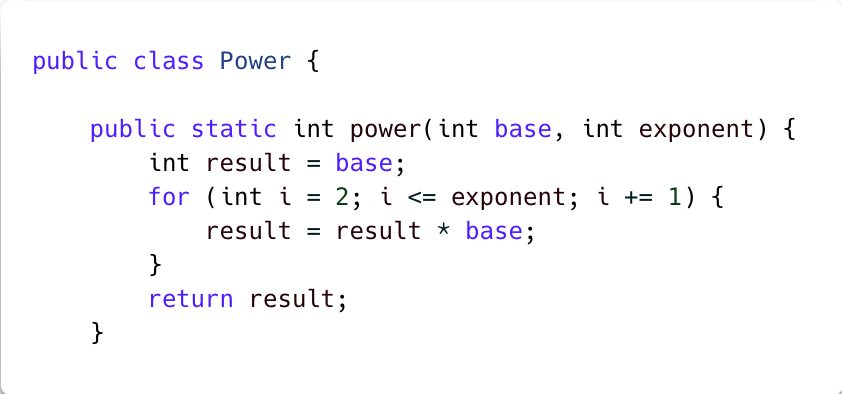 public class Power {
    public static int power(int base, int exponent) {
        int result = base;
        for (int i = 2; i <= exponent; i += 1) {
            result = result * base;
        }
        return result;
    }